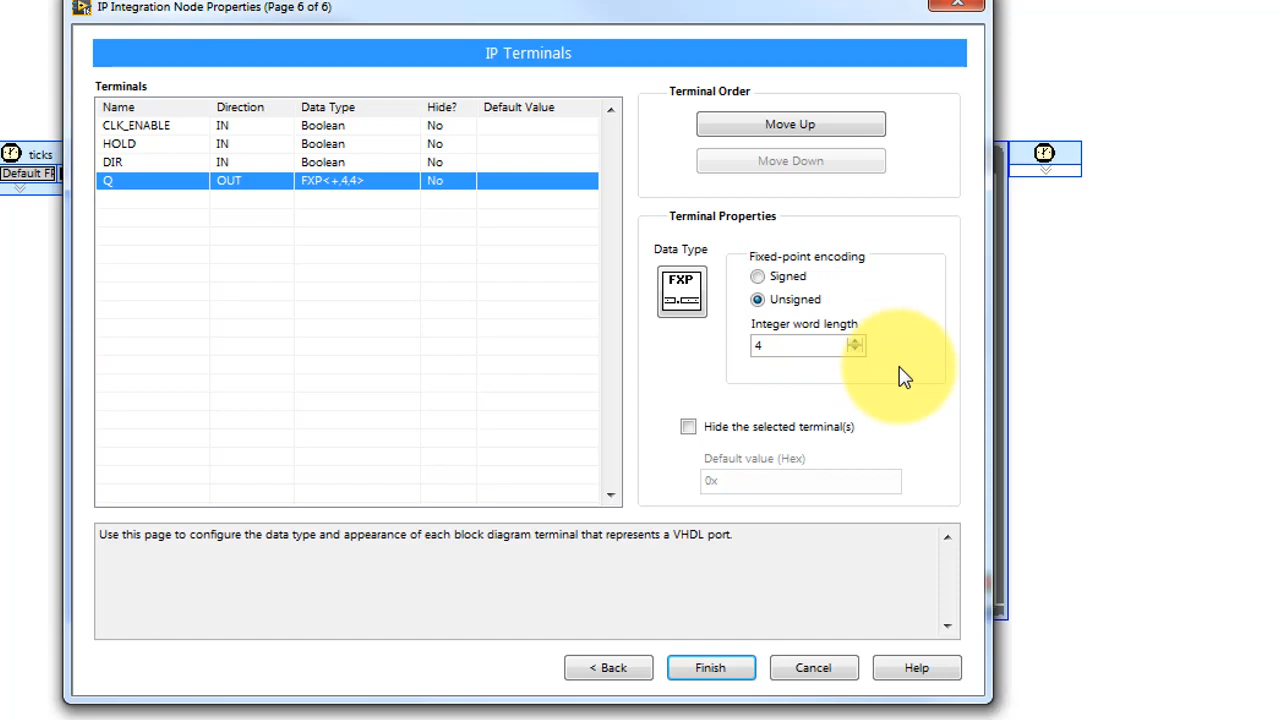 IP Integration Node Properties (Page 6 of 6)
IP Terminals
Terminals
Name Direction Data Type Hide? Default Value
CLK_ENABLE IN Boolean No
HOLD IN Boolean No
DIR IN Boolean No
Q OUT FXP<+,4,4> No
Terminal Order
Move Up
Move Down
Terminal Properties
Data Type
FXP
Fixed-point encoding
Signed
Unsigned
Integer word length
4
Hide the selected terminal(s)
Default value (Hex)
0x
ticks
Default
Use this page to configure the data type and appearance of each block diagram terminal that represents a VHDL port.
< Back
Finish
Cancel
Help